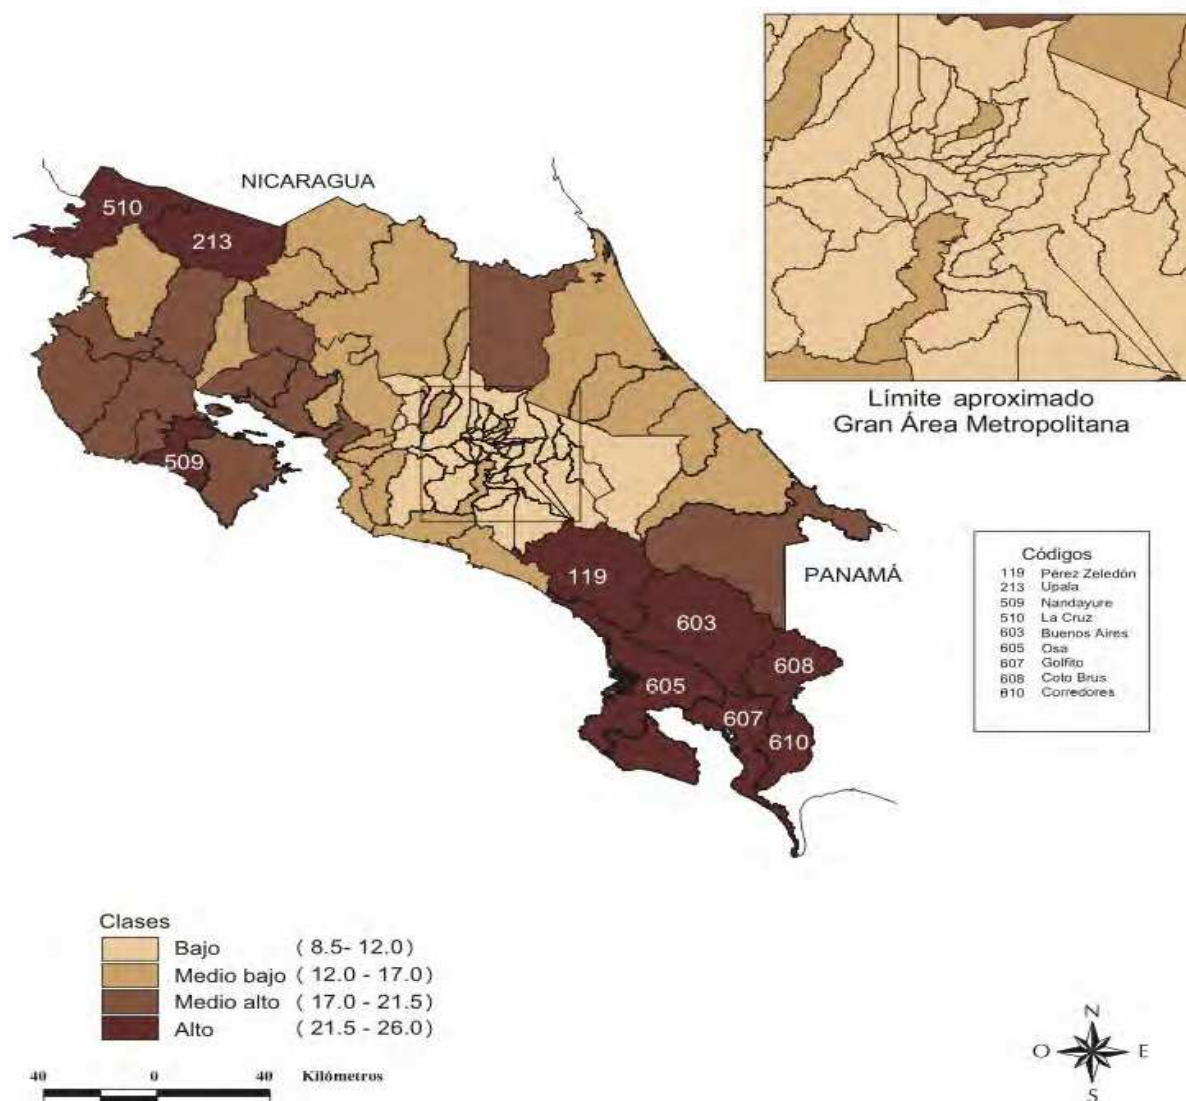 NICARAGUA
510
213
509
Límite aproximado
Gran Área Metropolitana
119
603
608
605
607
610
PANAMÁ
Códigos
119 Pérez Zeledón
213 Upala
509 Nandayure
510 La Cruz
603 Buenos Aires
605 Osa
607 Golfito
608 Coto Brus
610 Corredores
Clases
Bajo ( 8.5- 12.0)
Medio bajo ( 12.0 - 17.0)
Medio alto ( 17.0 - 21.5)
Alto ( 21.5 - 26.0)
40 0 40 Kilómetros
N
O E
S